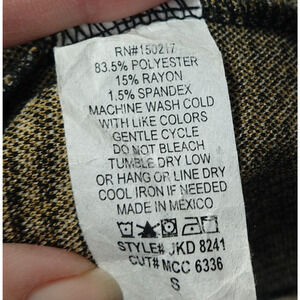 RN#150217
83.5% POLYESTER
15% RAYON
1.5% SPANDEX
MACHINE WASH COLD
WITH LIKE COLORS
GENTLE CYCLE
DO NOT BLEACH
TUMBLE DRY LOW
OR HANG OR LINE DRY
COOL IRON IF NEEDED
MADE IN MEXICO
STYLE# JKD 8241
CUT# MCC 6336
S